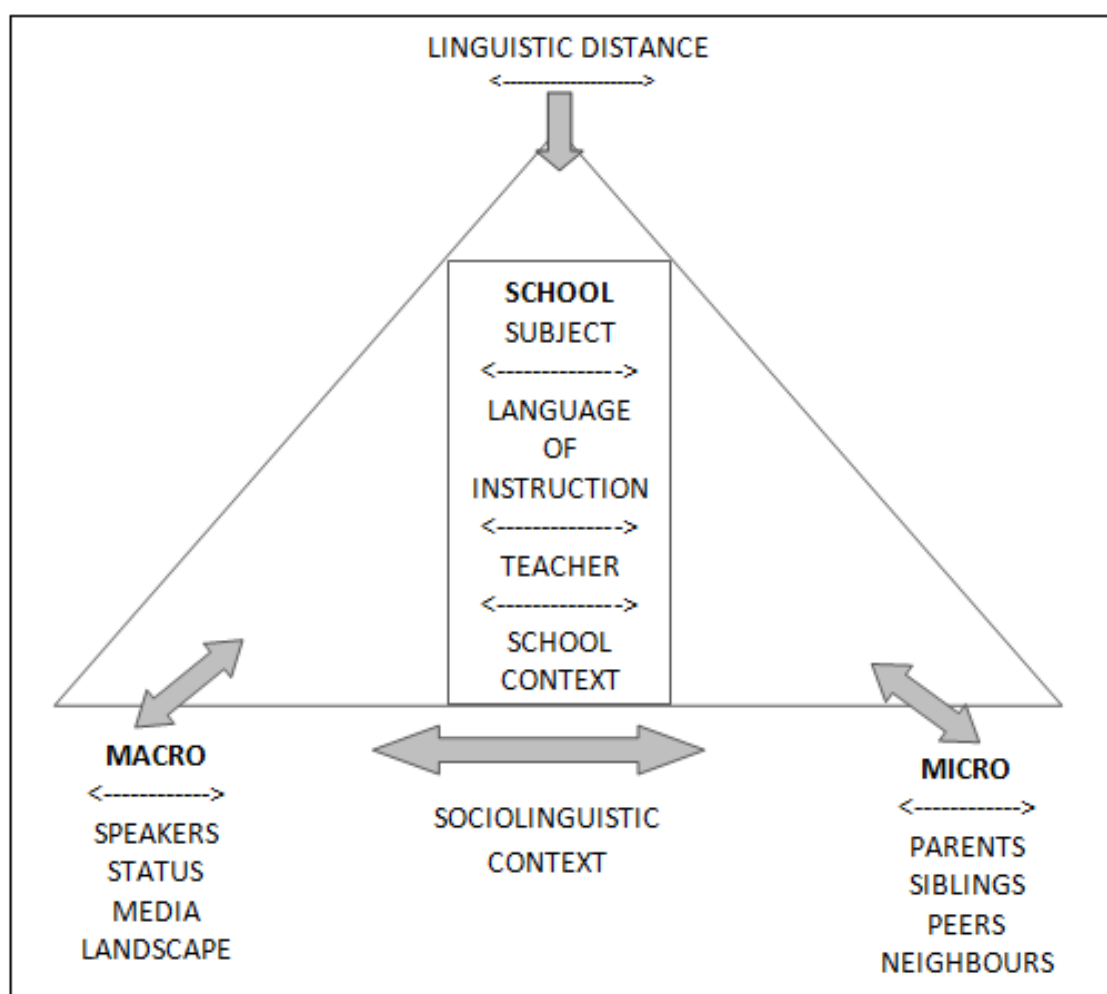 LINGUISTIC DISTANCE
<--------------------->
SCHOOL
SUBJECT
<-------------->
LANGUAGE
OF
INSTRUCTION
<-------------->
TEACHER
<-------------->
SCHOOL
CONTEXT
MACRO
<------------>
SPEAKERS
STATUS
MEDIA
LANDSCAPE
SOCIOLINGUISTIC
CONTEXT
MICRO
<------------>
PARENTS
SIBLINGS
PEERS
NEIGHBOURS